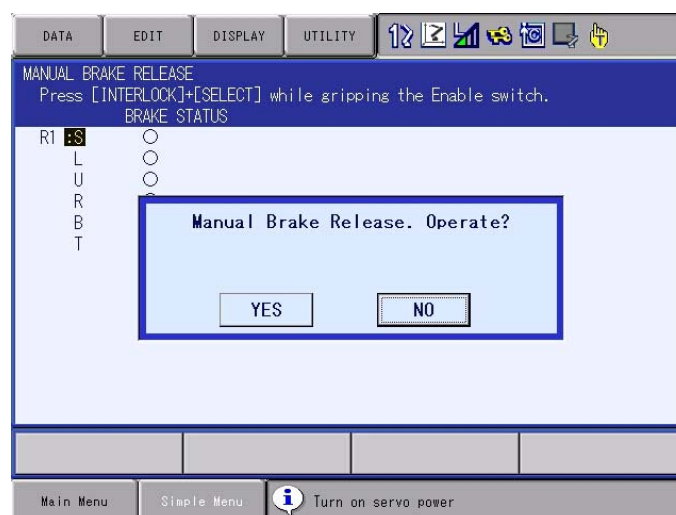 DATA EDIT DISPLAY UTILITY
MANUAL BRAKE RELEASE
Press [INTERLOCK]+[SELECT] while gripping the Enable switch.
BRAKE STATUS
R1 :S
L
U
R
B
T
Manual Brake Release. Operate?
YES NO
Main Menu Simple Menu Turn on servo power